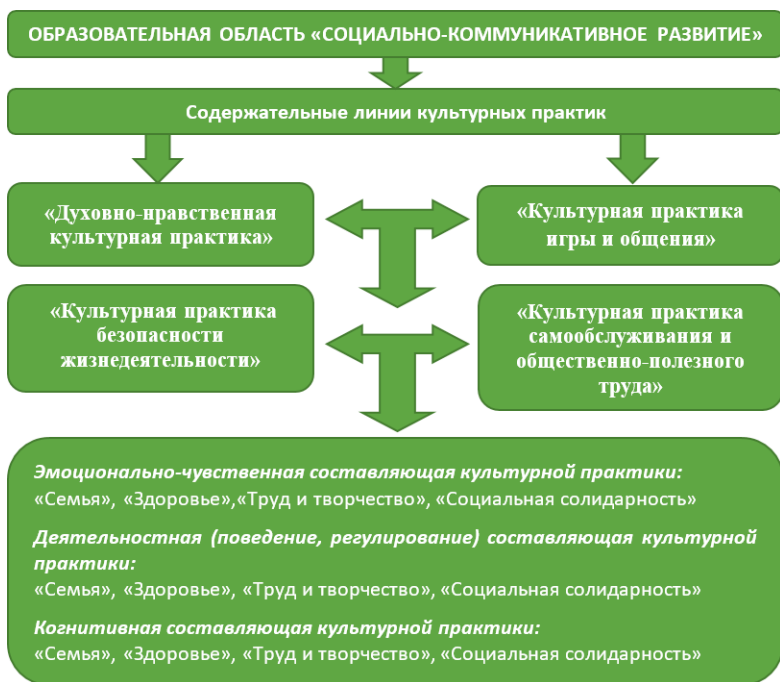 ОБРАЗОВАТЕЛЬНАЯ ОБЛАСТЬ «СОЦИАЛЬНО-КОММУНИКАТИВНОЕ РАЗВИТИЕ»
Содержательные линии культурных практик
«Духовно-нравственная
культурная практика»
«Культурная практика
игры и общения»
«Культурная практика
безопасности
жизнедеятельности»
«Культурная практика
самообслуживания и
общественно-полезного
труда»
Эмоционально-чувственная составляющая культурной практики:
«Семья», «Здоровье»,«Труд и творчество», «Социальная солидарность»
Деятельностная (поведение, регулирование) составляющая культурной
практики:
«Семья», «Здоровье», «Труд и творчество», «Социальная солидарность»
Когнитивная составляющая культурной практики:
«Семья», «Здоровье», «Труд и творчество», «Социальная солидарность»